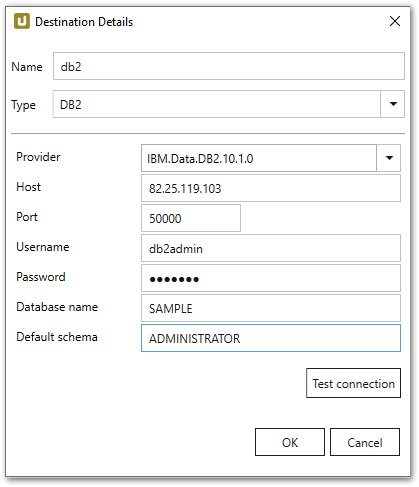 Destination Details
Name db2
Type DB2
Provider IBM.Data.DB2.10.1.0
Host 82.25.119.103
Port 50000
Username db2admin
Password ●●●●●●●
Database name SAMPLE
Default schema ADMINISTRATOR
Test connection
OK Cancel